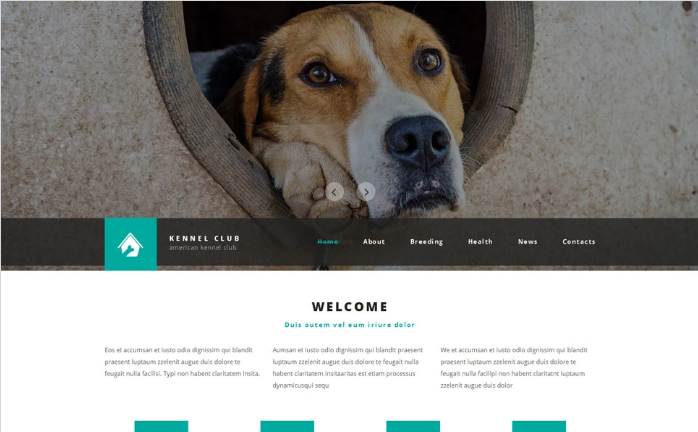 KENNEL CLUB
american kennel club
Home About Breeding Health News Contacts
WELCOME
Duis autem vel eum iriure dolor
Eos et accumsan et iusto odio dignissim qui blandit
praesent luptaum zzelenit augue duis dolore te
feugait nulla facilisi. Typi non habent claritatem insita.
Aumsan et iusto odio dignissim qui blandit praesent
luptatum zzelenit augue duis dolore te feugait nulla
habent claritatem insitaaritas est etiam processus
dynamicusqui sequ
We et accumsan et iusto odio dignissim qui blandit
praesent luptatum zzelenit augue duis dolore te
feugait nulla facilipi non habent claritatnt luptaum
zzelenit augue duis dolor